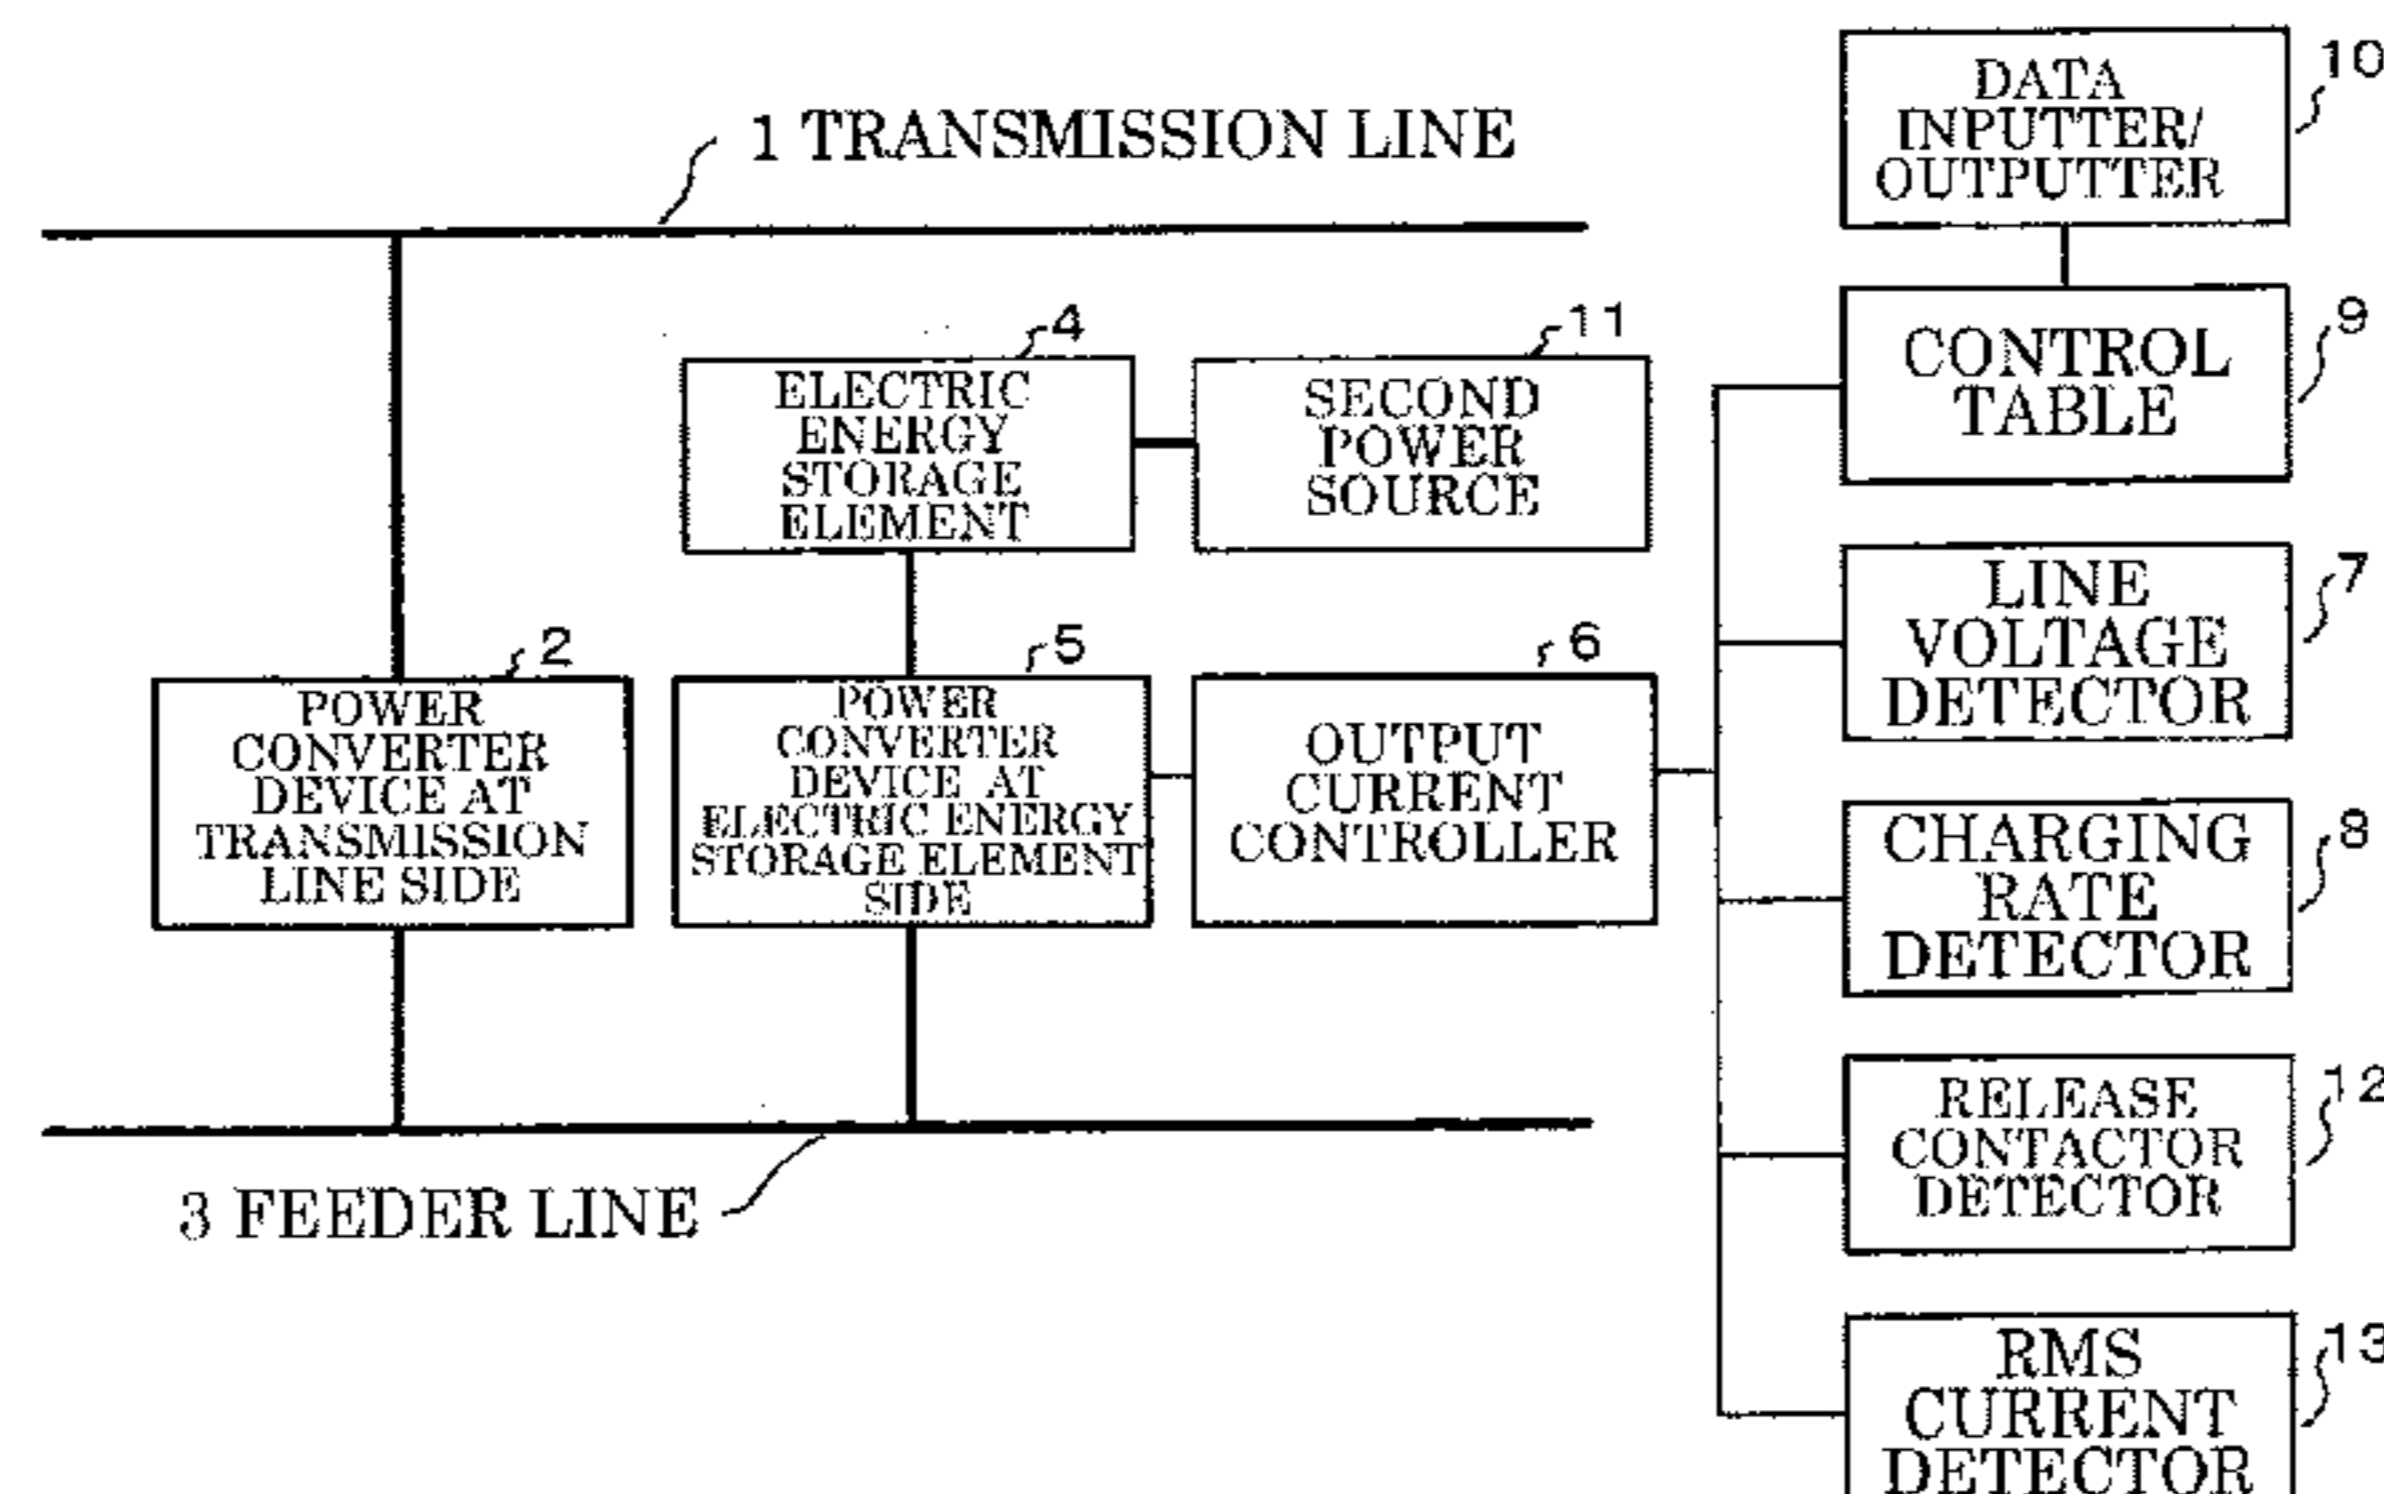 1 TRANSMISSION LINE
10
DATA
INPUTTER/
OUTPUTTER
4
ELECTRIC
ENERGY
STORAGE
ELEMENT
11
SECOND
POWER
SOURCE
9
CONTROL
TABLE
2
POWER
CONVERTER
DEVICE AT
TRANSMISSION
LINE SIDE
5
POWER
CONVERTER
DEVICE AT
ELECTRIC ENERGY
STORAGE ELEMENT
SIDE
6
OUTPUT
CURRENT
CONTROLLER
7
LINE
VOLTAGE
DETECTOR
8
CHARGING
RATE
DETECTOR
12
RELEASE
CONTACTOR
DETECTOR
3 FEEDER LINE
13
RMS
CURRENT
DETECTOR